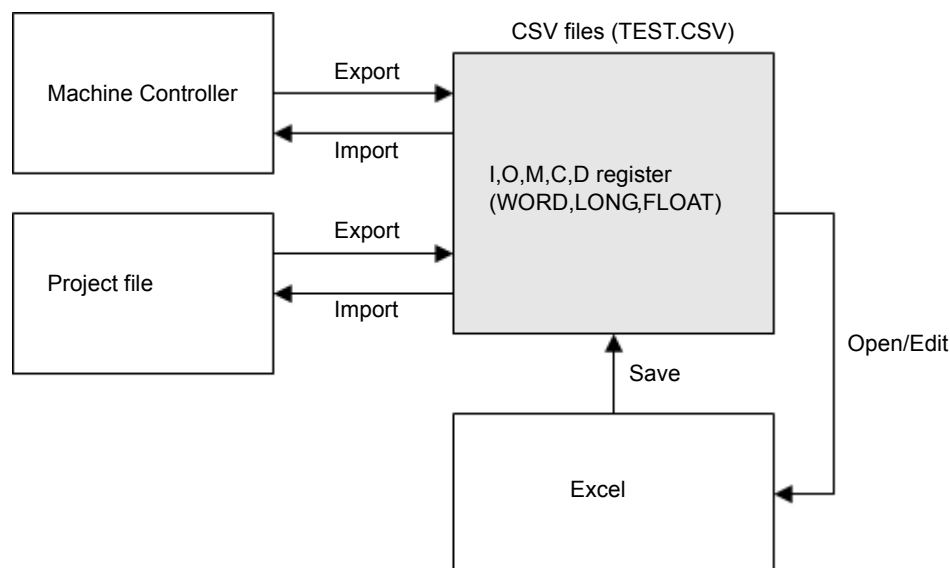 CSV files (TEST.CSV)
Machine Controller
Export
Import
I,O,M,C,D register
(WORD,LONG,FLOAT)
Project file
Export
Import
Open/Edit
Save
Excel